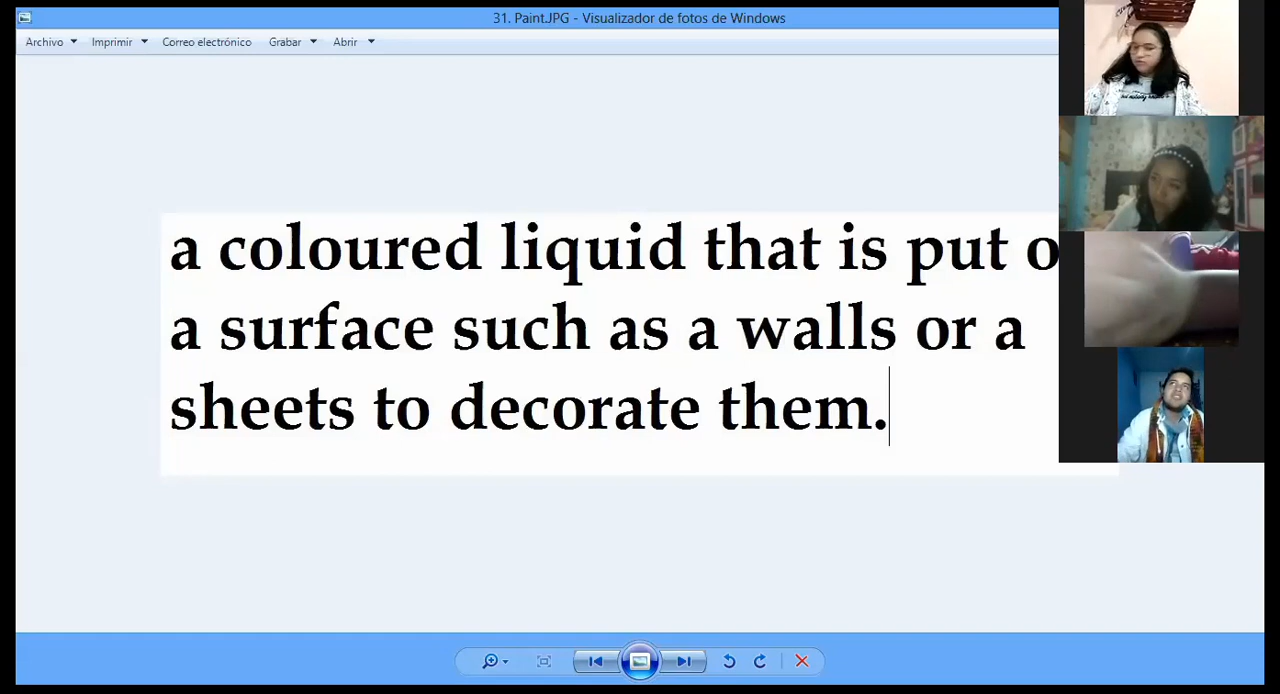 31. Paint.JPG - Visualizador de fotos de Windows
Archivo Imprimir Correo electrónico Grabar Abrir
a coloured liquid that is put o
a surface such as a walls or a
sheets to decorate them.